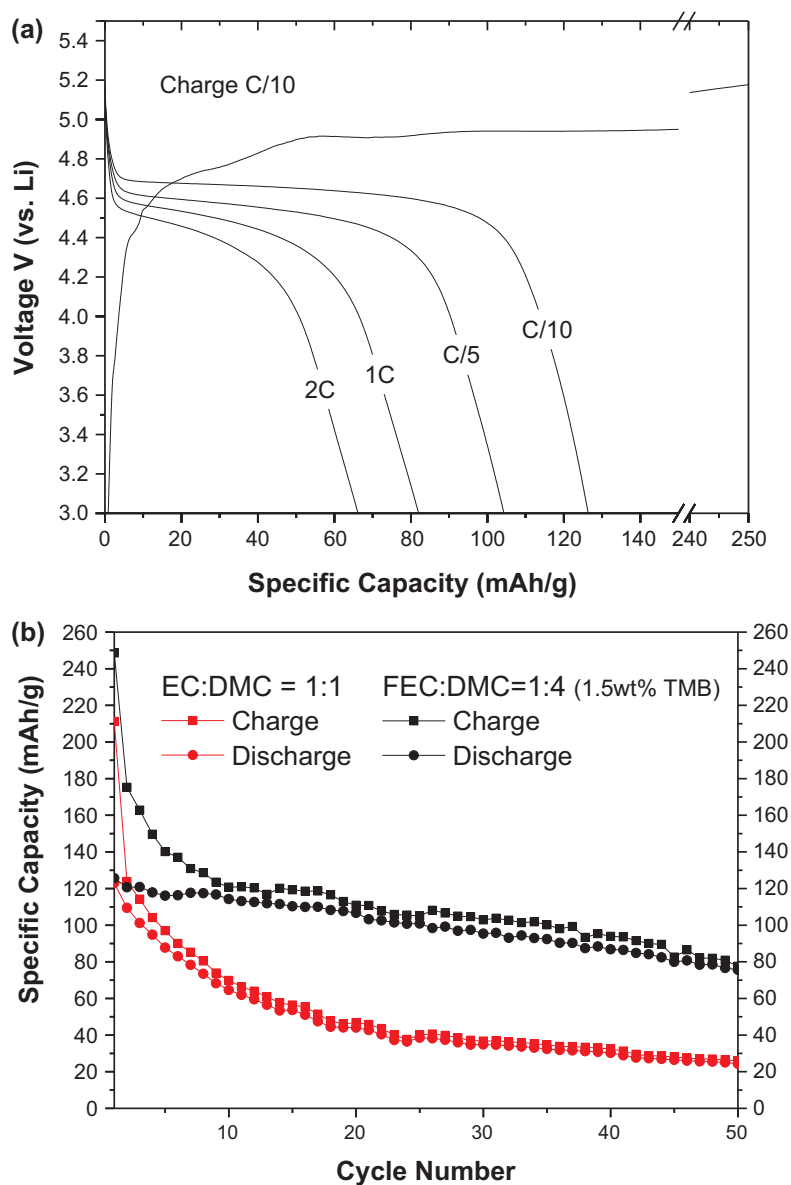 (a)
5.4
5.2
5.0
4.8
4.6
4.4
4.2
4.0
3.8
3.6
3.4
3.2
3.0
Voltage V (vs. Li)
Charge C/10
2C
1C
C/5
C/10
0 20 40 60 80 100 120 140 240 250
Specific Capacity (mAh/g)
(b)
260
240
220
200
180
160
140
120
100
80
60
40
20
0
Specific Capacity (mAh/g)
EC:DMC = 1:1 FEC:DMC=1:4 (1.5wt% TMB)
Charge Charge
Discharge Discharge
260
240
220
200
180
160
140
120
100
80
60
40
20
0
10 20 30 40 50
Cycle Number